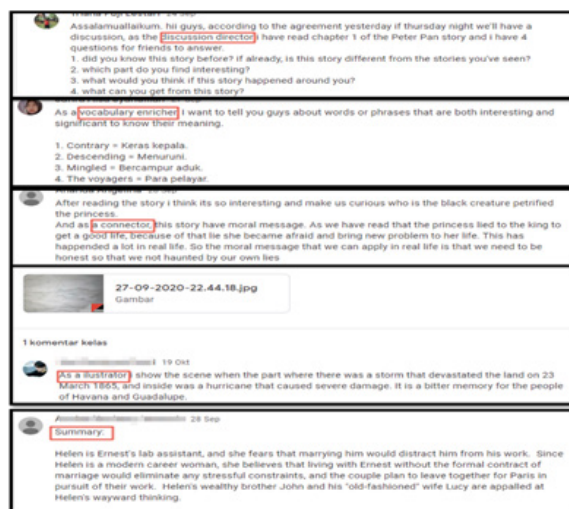 24 Sep
Assalamuallaikum. hii guys, according to the agreement yesterday if thursday night we'll have a
discussion, as the discussion director i have read chapter 1 of the Peter Pan story and i have 4
questions for friends to answer.
1. did you know this story before? if already, is this different from the stories you've seen?
2. which part do you find interesting?
3. what would you think if this story happened around you?
4. what can you get from this story?
As a vocabulary enricher, I want to tell you guys about words or phrases that are both interesting and
significant to know their meaning.
1. Contrary = Keras kepala.
2. Descending = Menuruni.
3. Mingled = Bercampur aduk.
4. The voyagers = Para pelayar.
After reading the story i think its so interesting and make us curious who is the black creature petrified
the princess.
And as a connector, this story have moral message. As we have read that the princess lied to the king to
get a good life, because of that lie she became afraid and bring new problem to her life. This has
happended a lot in real life. So the moral message that we can apply in real life is that we need to be
honest so that we not haunted by our own lies
27-09-2020-22.44.18.jpg
Gambar
1 komentar kelas
19 Okt
As a ilustrator i show the scene when the part where there was a storm that devastated the land on 23
March 1865, and inside was a hurricane that caused severe damage. It is a bitter memory for the people
of Havana and Guadalupe.
28 Sep
Summary:
Helen is Ernest's lab assistant, and she fears that marrying him would distract him from his work. Since
Helen is a modern career woman, she believes that living with Ernest without the formal contract of
marriage would eliminate any stressful constraints, and the couple plan to leave together for Paris in
pursuit of their work. Helen's wealthy brother John and his "old-fashioned" wife Lucy are appalled at
Helen's wayward thinking.